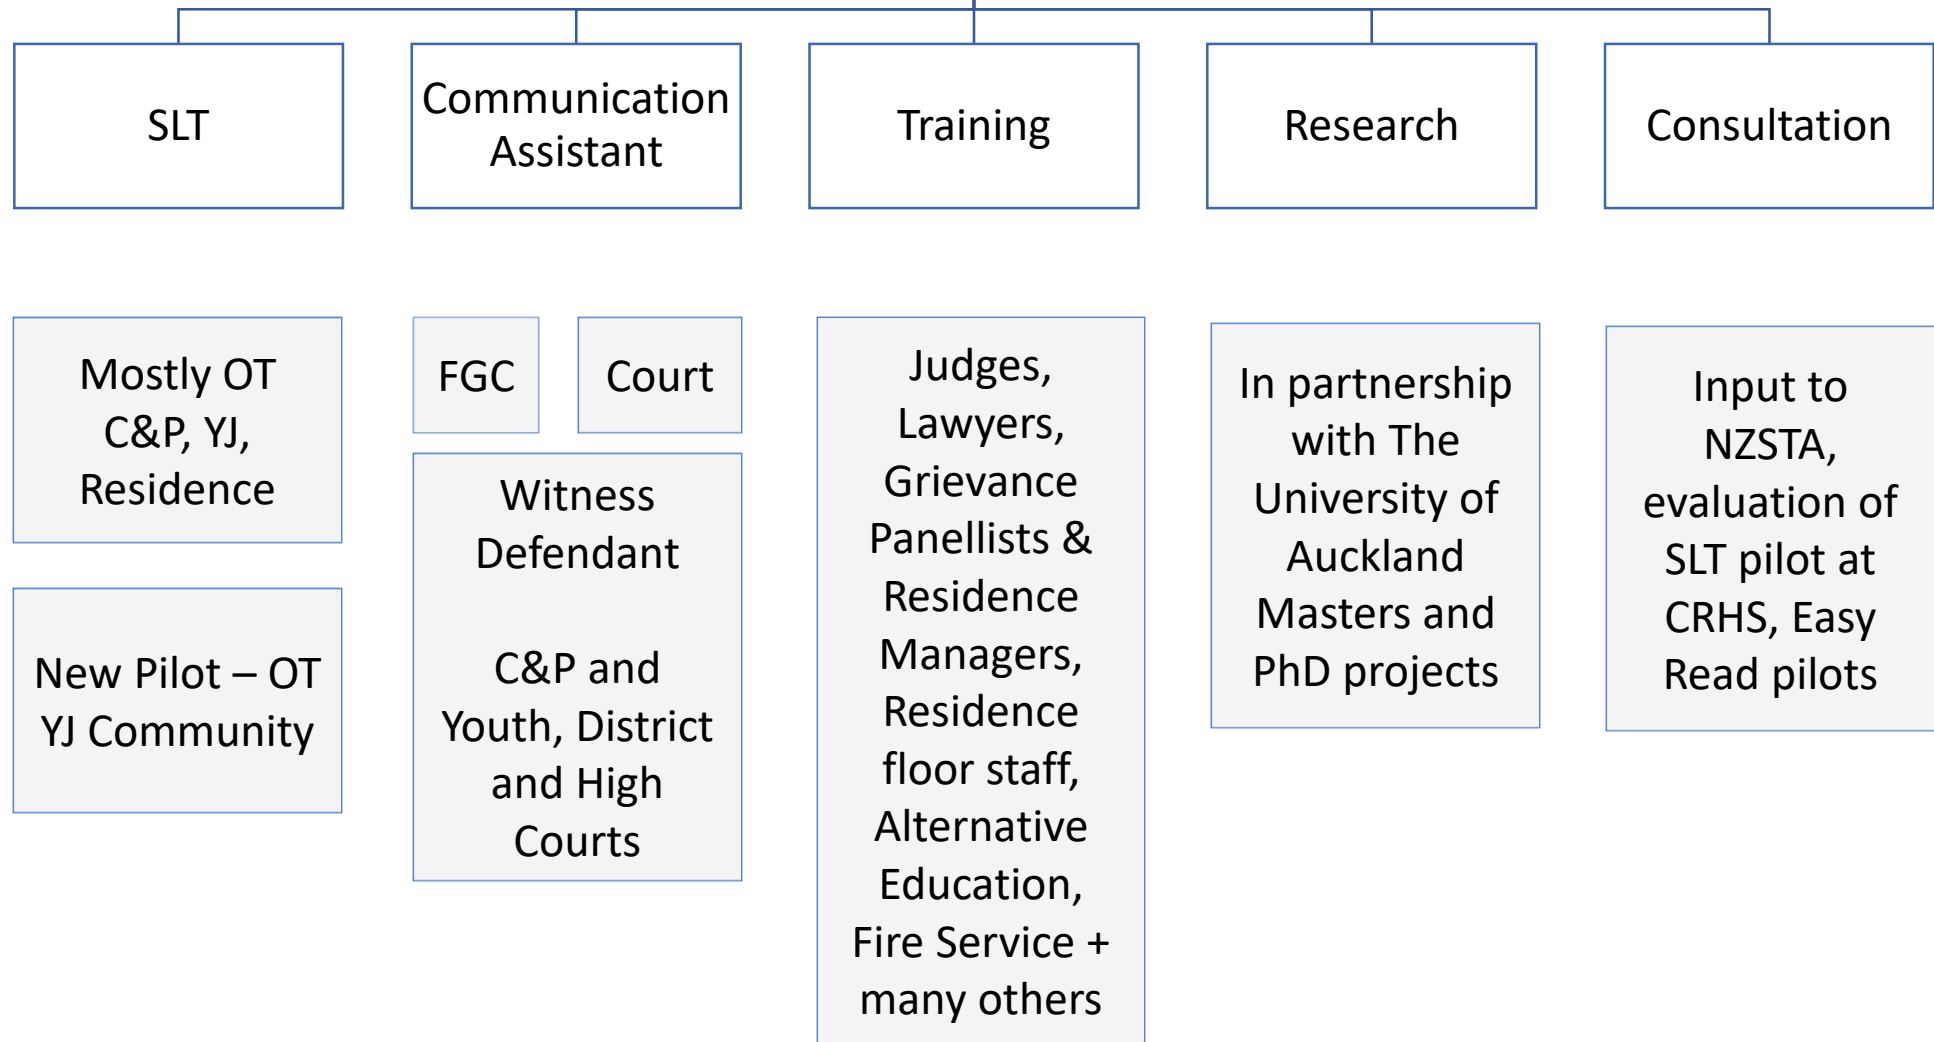 SLT
Communication
Assistant
Training
Research
Consultation
Mostly OT
C&P, YJ,
Residence
New Pilot – OT
YJ Community
FGC
Court
Witness
Defendant
C&P and
Youth, District
and High
Courts
Judges,
Lawyers,
Grievance
Panellists &
Residence
Managers,
Residence
floor staff,
Alternative
Education,
Fire Service +
many others
In partnership
with The
University of
Auckland
Masters and
PhD projects
Input to
NZSTA,
evaluation of
SLT pilot at
CRHS, Easy
Read pilots